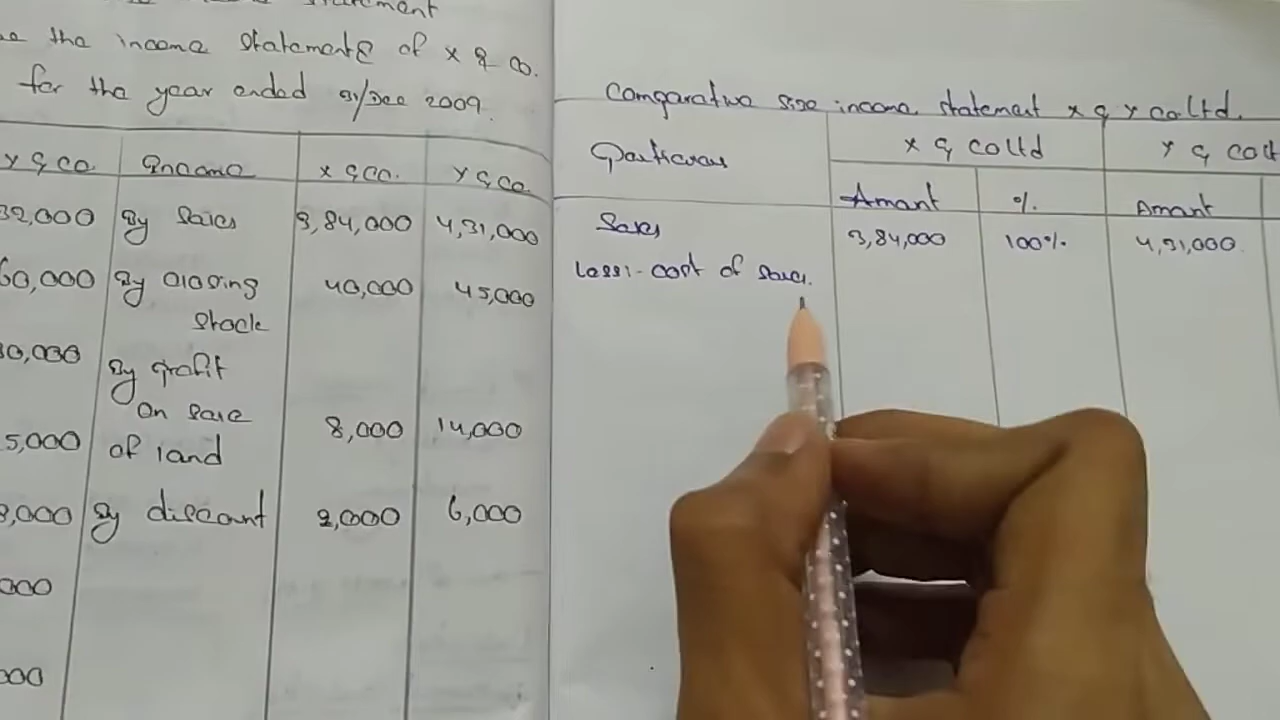 statement
the income statements of x & co.
for the year ended 31/Dec 2009.
Y & co. Income x & co. Y & co.
32,000 By Sales 3,84,000 4,31,000
60,000 By closing 40,000 45,000
stock
30,000 By profit
on sale 8,000 14,000
5,000 of land
8,000 By discount 2,000 6,000
000
000
Comparative size income statement x & y co Ltd.
Particulars x & co Ltd Y & co Lt
Amount % Amount
Sales 3,84,000 100% 4,31,000
Less:- cost of sales.